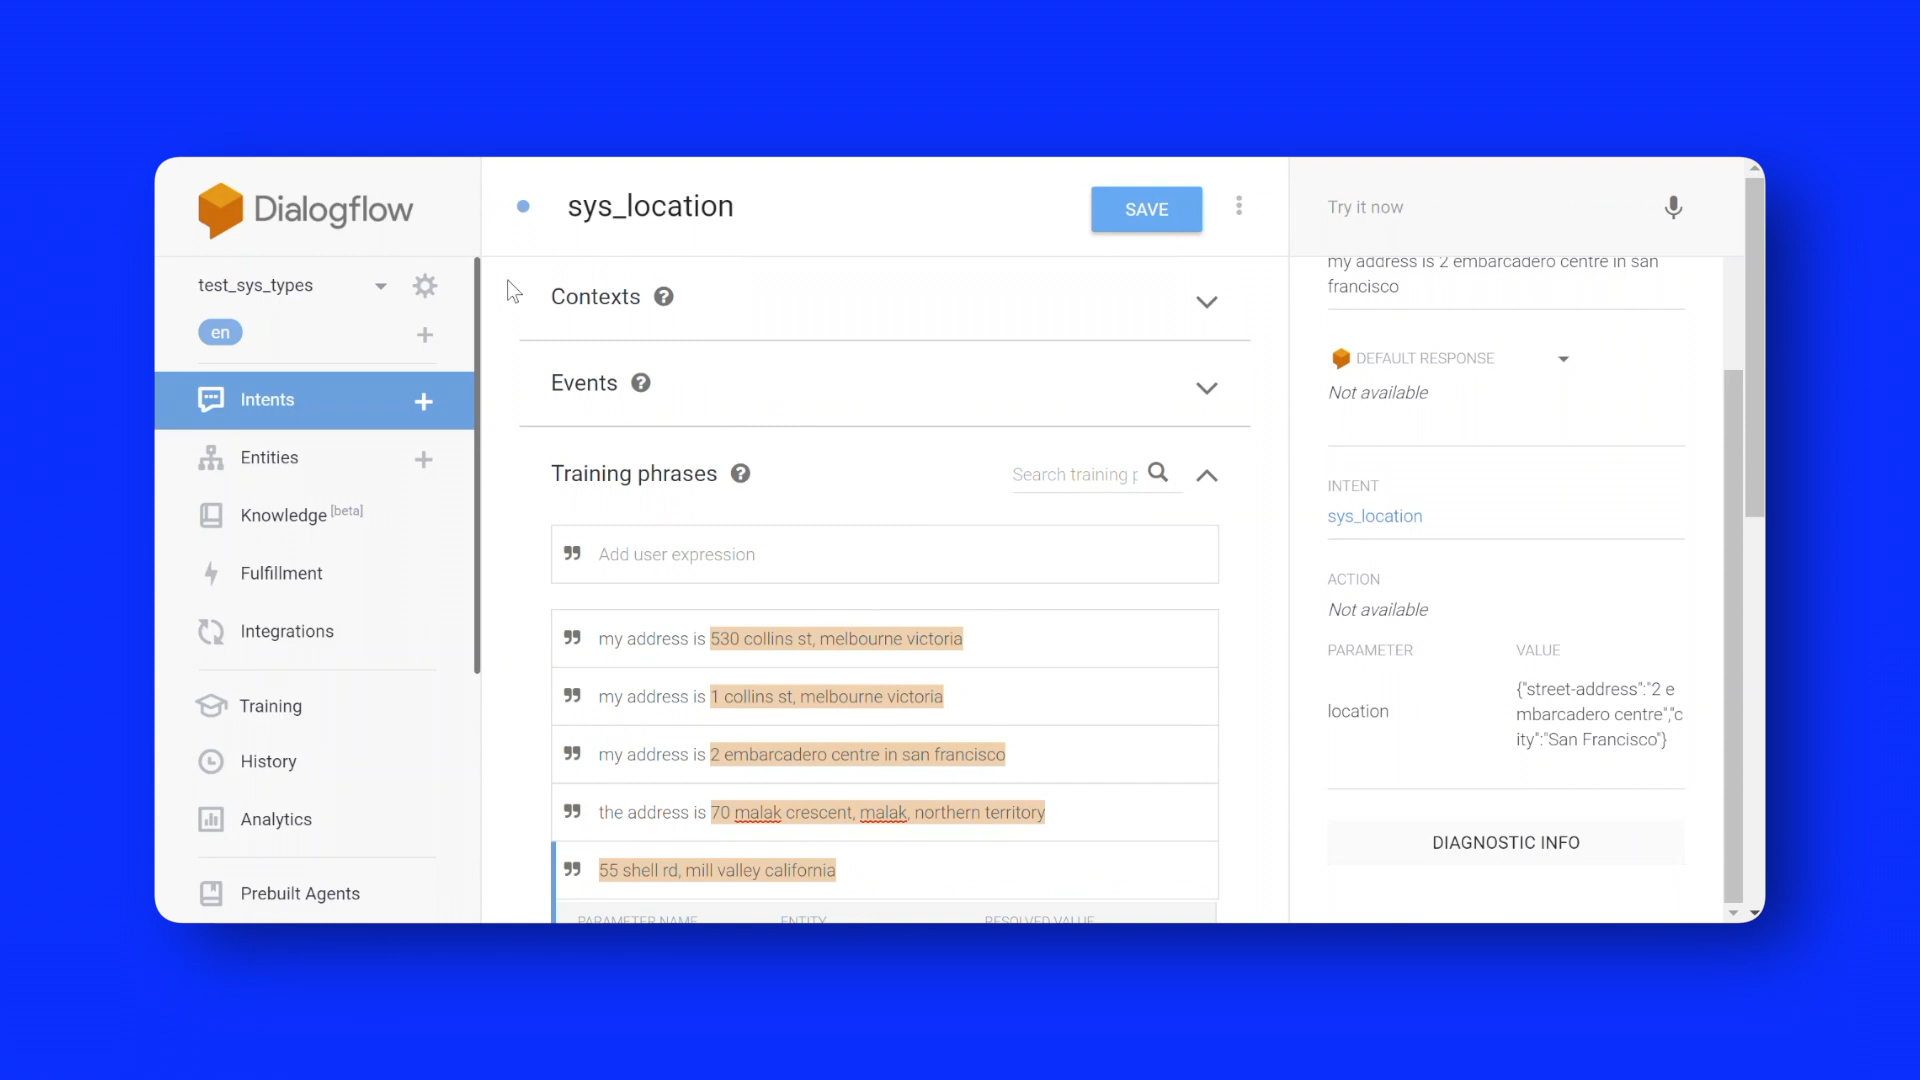 Dialogflow
test_sys_types
en
Intents
Entities
Knowledge [beta]
Fulfillment
Integrations
Training
History
Analytics
Prebuilt Agents
sys_location
SAVE
Contexts
Events
Training phrases
Search training p
Add user expression
my address is 530 collins st, melbourne victoria
my address is 1 collins st, melbourne victoria
my address is 2 embarcadero centre in san francisco
the address is 70 malak crescent, malak, northern territory
55 shell rd, mill valley california
PARAMETER NAME ENTITY RESOLVED VALUE
Try it now
my address is 2 embarcadero centre in san
francisco
DEFAULT RESPONSE
Not available
INTENT
sys_location
ACTION
Not available
PARAMETER VALUE
location
{"street-address":"2 e
mbarcadero centre","c
ity":"San Francisco"}
DIAGNOSTIC INFO